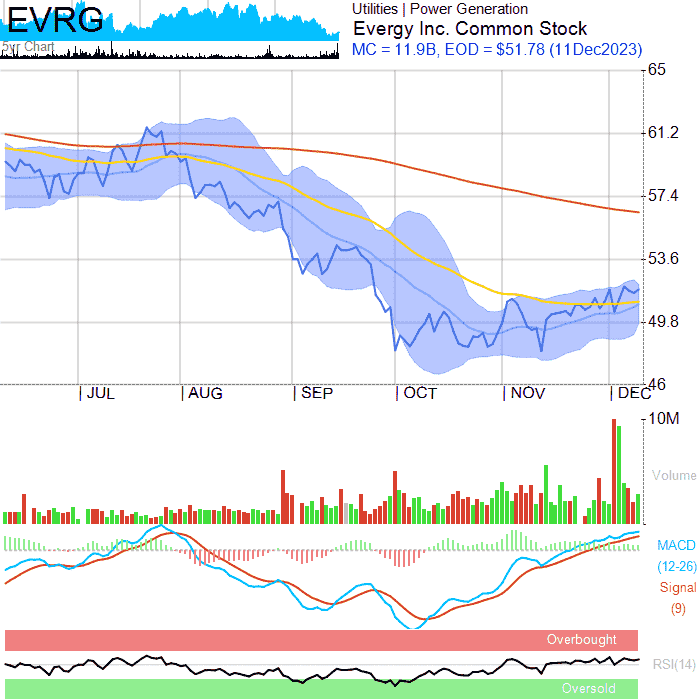 EVRG
5yr Chart
Utilities | Power Generation
Evergy Inc. Common Stock
MC = 11.9B, EOD = $51.78 (11Dec2023)
65
61.2
57.4
53.6
49.8
46
JUL AUG SEP OCT NOV DEC
10M
Volume
MACD
(12-26)
Signal
(9)
Overbought
RSI(14)
Oversold